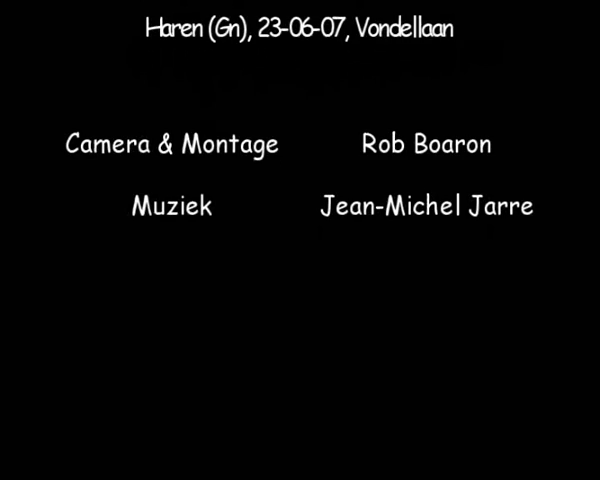 Haren (Gn), 23-06-07, Vondellaan
Camera & Montage Rob Boaron
Muziek Jean-Michel Jarre